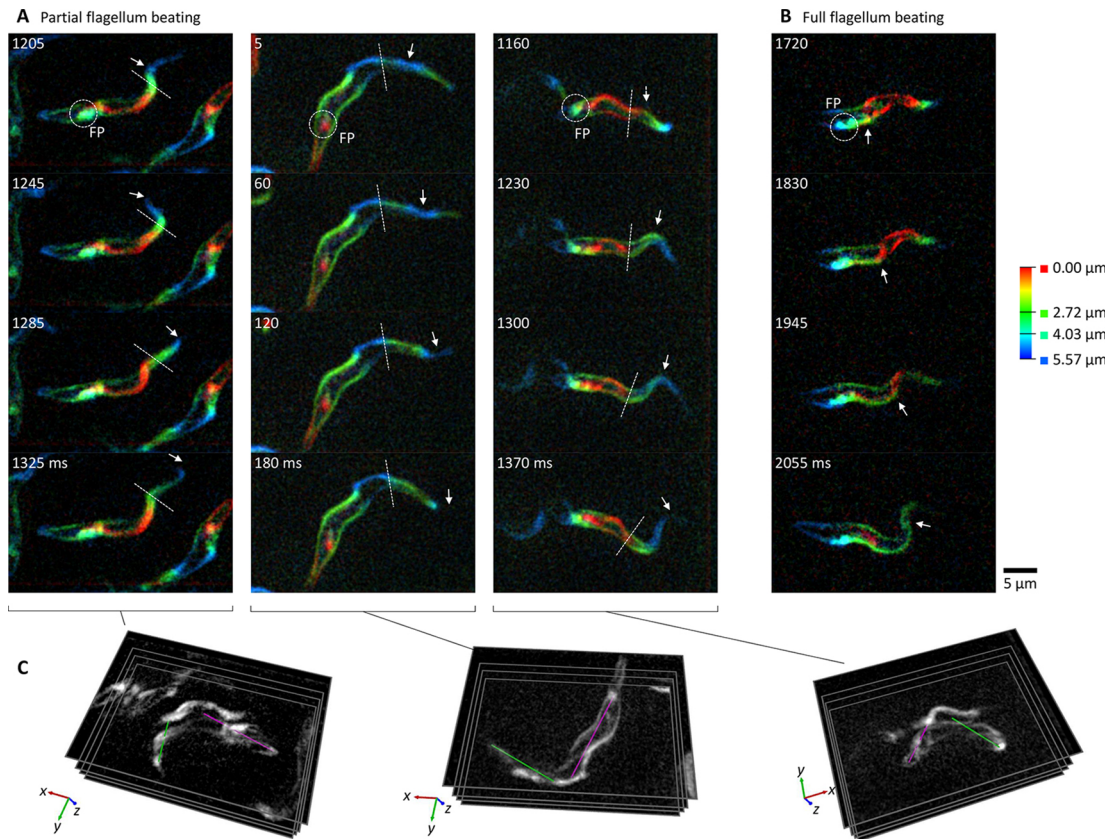 A Partial flagellum beating
B Full flagellum beating
1205
5
1160
1720
FP
FP
FP
FP
1245
60
1230
1830
0.00 µm
2.72 µm
4.03 µm
5.57 µm
1285
120
1300
1945
1325 ms
180 ms
1370 ms
2055 ms
5 µm
C
x
y
z
x
y
z
y
x
z